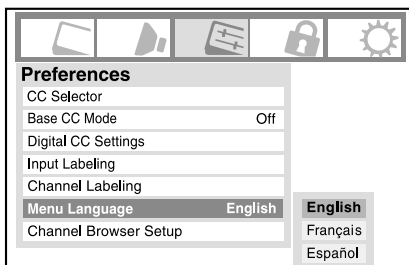 Preferences
CC Selector
Base CC Mode Off
Digital CC Settings
Input Labeling
Channel Labeling
Menu Language English
Channel Browser Setup
English
Français
Español